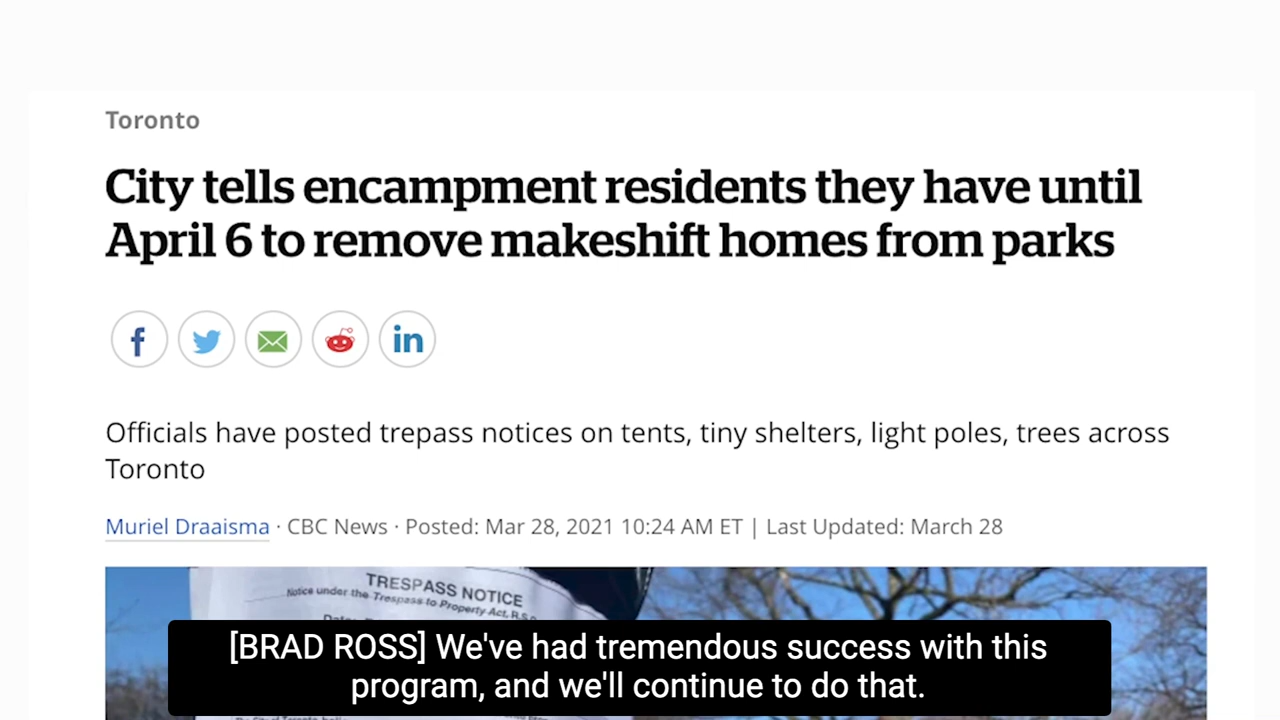 Toronto
City tells encampment residents they have until
April 6 to remove makeshift homes from parks
f
in
Officials have posted trepass notices on tents, tiny shelters, light poles, trees across
Toronto
Muriel Draaisma · CBC News · Posted: Mar 28, 2021 10:24 AM ET | Last Updated: March 28
TRESPASS NOTICE
Notice under the Trespass to Property Act, R.S.O
[BRAD ROSS] We've had tremendous success with this
program, and we'll continue to do that.